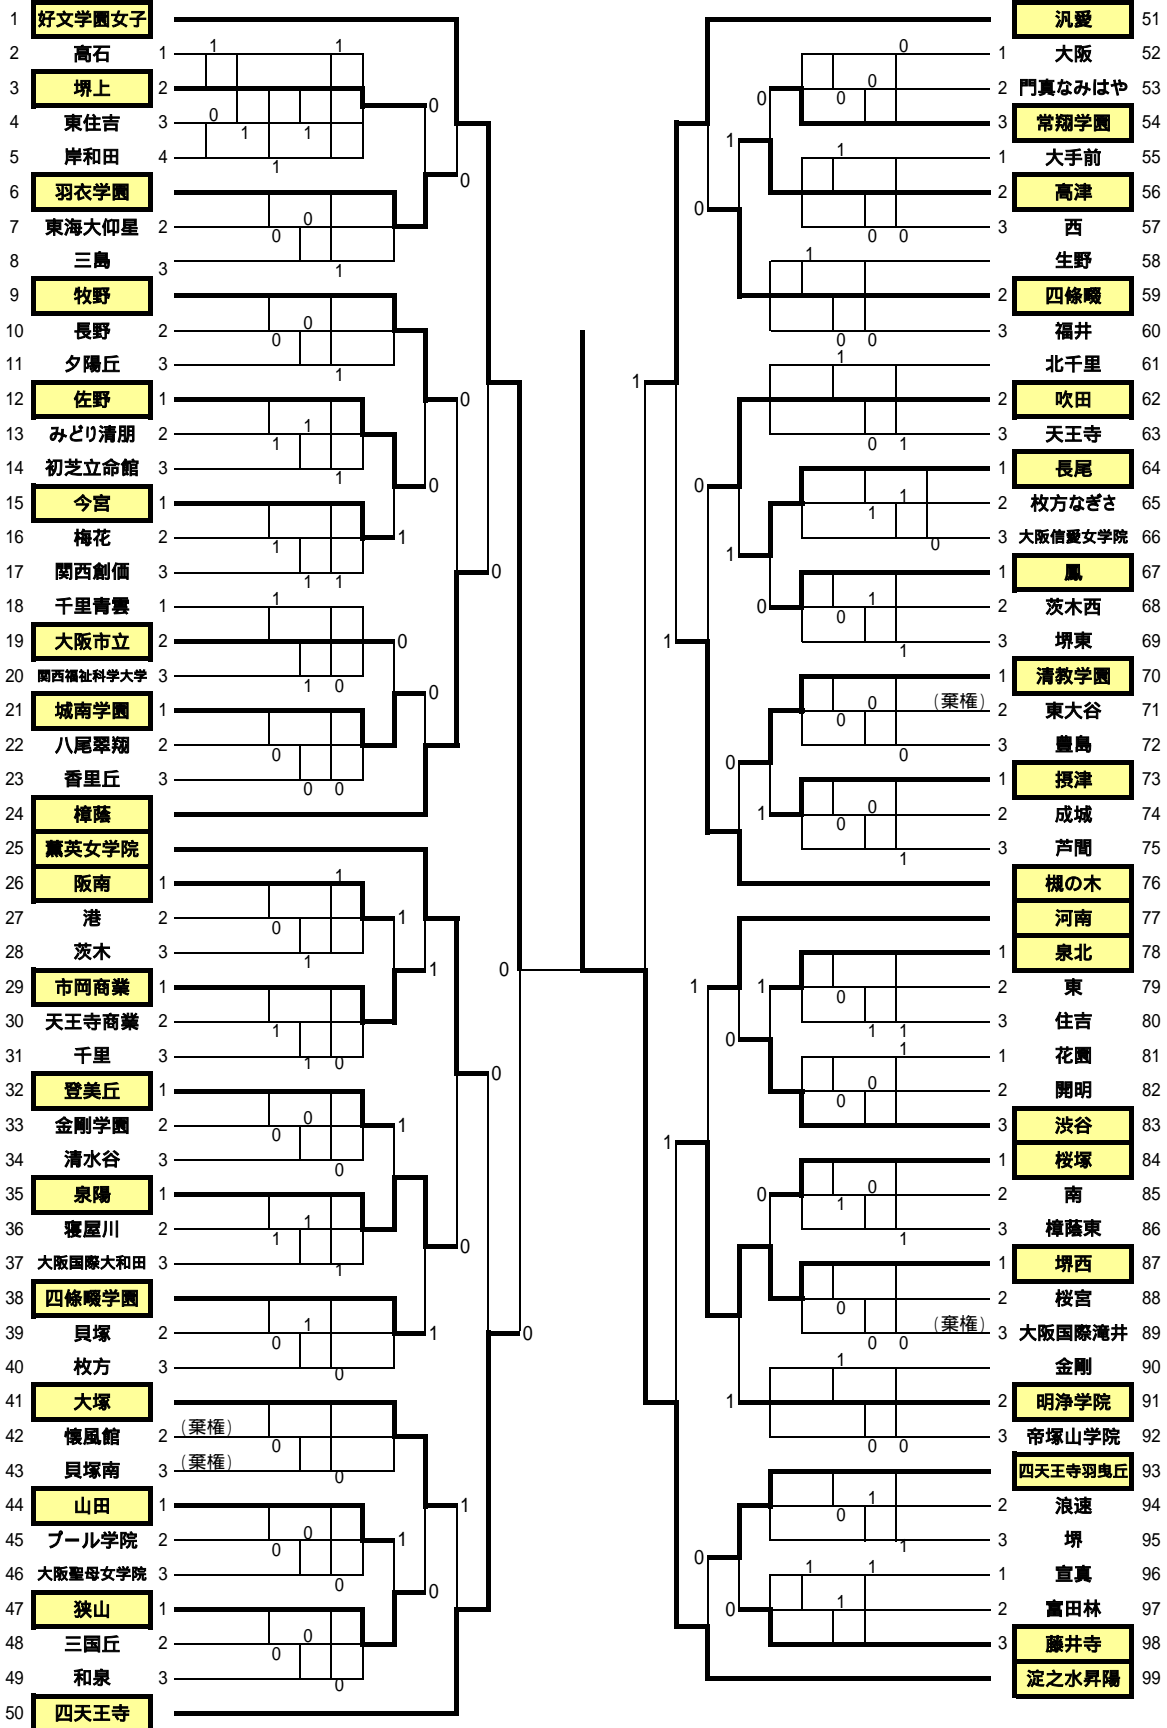 1 好文学園女子
2 高石 1
3 堺上 2
4 東住吉 3
5 岸和田 4
6 羽衣学園
7 東海大仰星 2
8 三島 3
9 牧野
10 長野 2
11 夕陽丘 3
12 佐野 1
13 みどり清朋 2
14 初芝立命館 3
15 今宮 1
16 梅花 2
17 関西創価 3
18 千里青雲 1
19 大阪市立 2
20 関西福祉科学大学 3
21 城南学園 1
22 八尾翠翔 2
23 香里丘 3
24 樟蔭
25 薫英女学院
26 阪南 1
27 港 2
28 茨木 3
29 市岡商業 1
30 天王寺商業 2
31 千里 3
32 登美丘 1
33 金剛学園 2
34 清水谷 3
35 泉陽 1
36 寝屋川 2
37 大阪国際大和田 3
38 四條畷学園
39 貝塚 2
40 枚方 3
41 大塚
42 懐風館 2 (棄権)
43 貝塚南 3 (棄権)
44 山田 1
45 プール学院 2
46 大阪聖母女学院 3
47 狭山 1
48 三国丘 2
49 和泉 3
50 四天王寺
汎愛 51
1 大阪 52
2 門真なみはや 53
3 常翔学園 54
1 大手前 55
2 高津 56
3 西 57
生野 58
2 四條畷 59
3 福井 60
北千里 61
2 吹田 62
3 天王寺 63
1 長尾 64
2 枚方なぎさ 65
3 大阪信愛女学院 66
1 鳳 67
2 茨木西 68
3 堺東 69
1 清教学園 70
(棄権) 2 東大谷 71
3 豊島 72
1 摂津 73
2 成城 74
3 芦間 75
槻の木 76
河南 77
1 泉北 78
2 東 79
3 住吉 80
1 花園 81
2 開明 82
3 渋谷 83
1 桜塚 84
2 南 85
3 樟蔭東 86
1 堺西 87
2 桜宮 88
(棄権) 3 大阪国際滝井 89
金剛 90
2 明浄学院 91
3 帝塚山学院 92
四天王寺羽曳丘 93
2 浪速 94
3 堺 95
1 宣真 96
2 富田林 97
3 藤井寺 98
淀之水昇陽 99